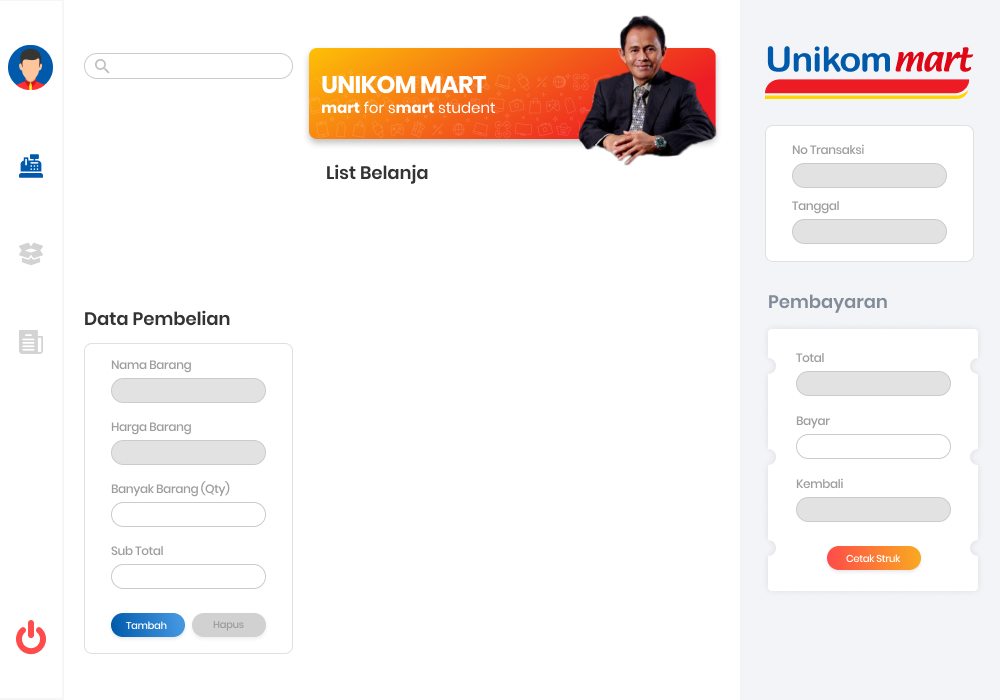 UNIKOM MART
mart for smart student
List Belanja
Data Pembelian
Nama Barang
Harga Barang
Banyak Barang (Qty)
Sub Total
Tambah
Hapus
Unikom mart
No Transaksi
Tanggal
Pembayaran
Total
Bayar
Kembali
Cetak Struk